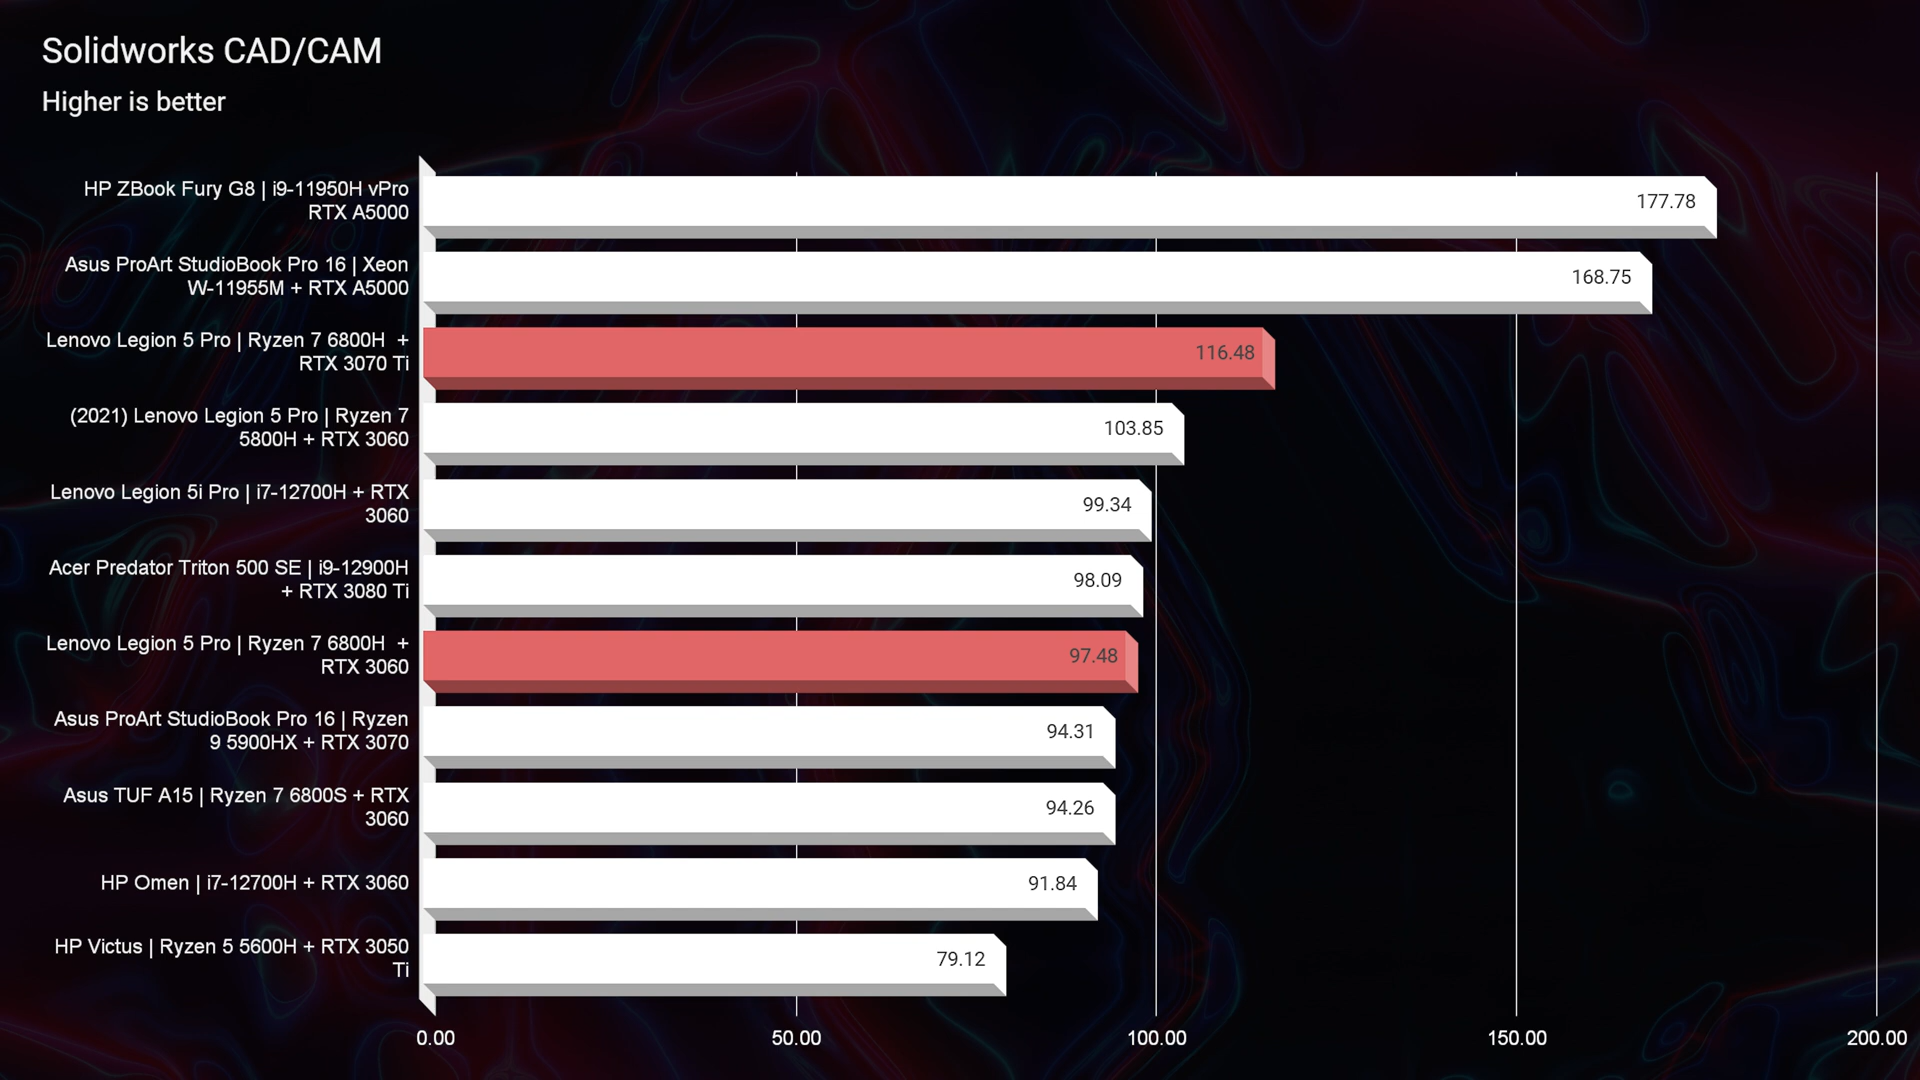 Solidworks CAD/CAM
Higher is better
HP ZBook Fury G8 | i9-11950H vPro
RTX A5000
177.78
Asus ProArt StudioBook Pro 16 | Xeon
W-11955M + RTX A5000
168.75
Lenovo Legion 5 Pro | Ryzen 7 6800H  +
RTX 3070 Ti
116.48
(2021) Lenovo Legion 5 Pro | Ryzen 7
5800H + RTX 3060
103.85
Lenovo Legion 5i Pro | i7-12700H + RTX
3060
99.34
Acer Predator Triton 500 SE | i9-12900H
+ RTX 3080 Ti
98.09
Lenovo Legion 5 Pro | Ryzen 7 6800H  +
RTX 3060
97.48
Asus ProArt StudioBook Pro 16 | Ryzen
9 5900HX + RTX 3070
94.31
Asus TUF A15 | Ryzen 7 6800S + RTX
3060
94.26
HP Omen | i7-12700H + RTX 3060
91.84
HP Victus | Ryzen 5 5600H + RTX 3050
Ti
79.12
0.00 50.00 100.00 150.00 200.00